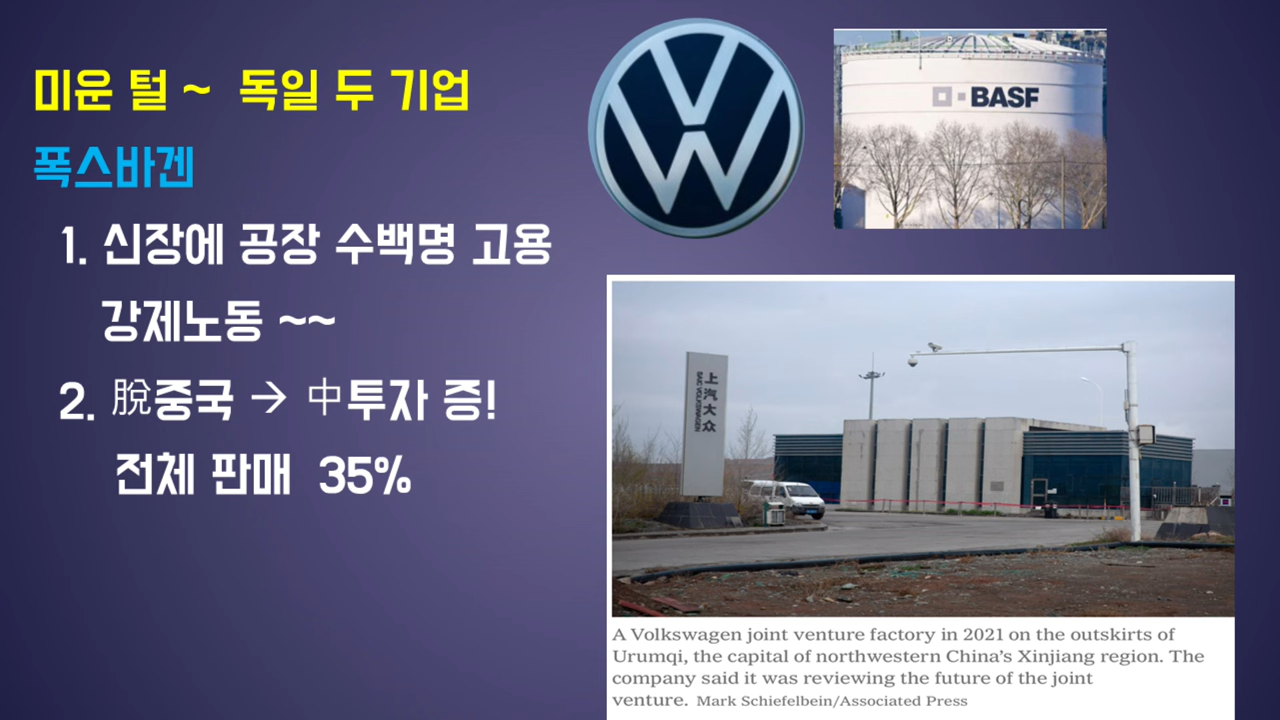 미운 털 ~ 독일 두 기업
폭스바겐
1. 신장에 공장 수백명 고용
강제노동 ~~
2. 脫중국 → 中투자 증!
전체 판매 35%
BASF
上汽大众
SAIC VOLKSWAGEN
A Volkswagen joint venture factory in 2021 on the outskirts of
Urumqi, the capital of northwestern China's Xinjiang region. The
company said it was reviewing the future of the joint
venture. Mark Schiefelbein/Associated Press